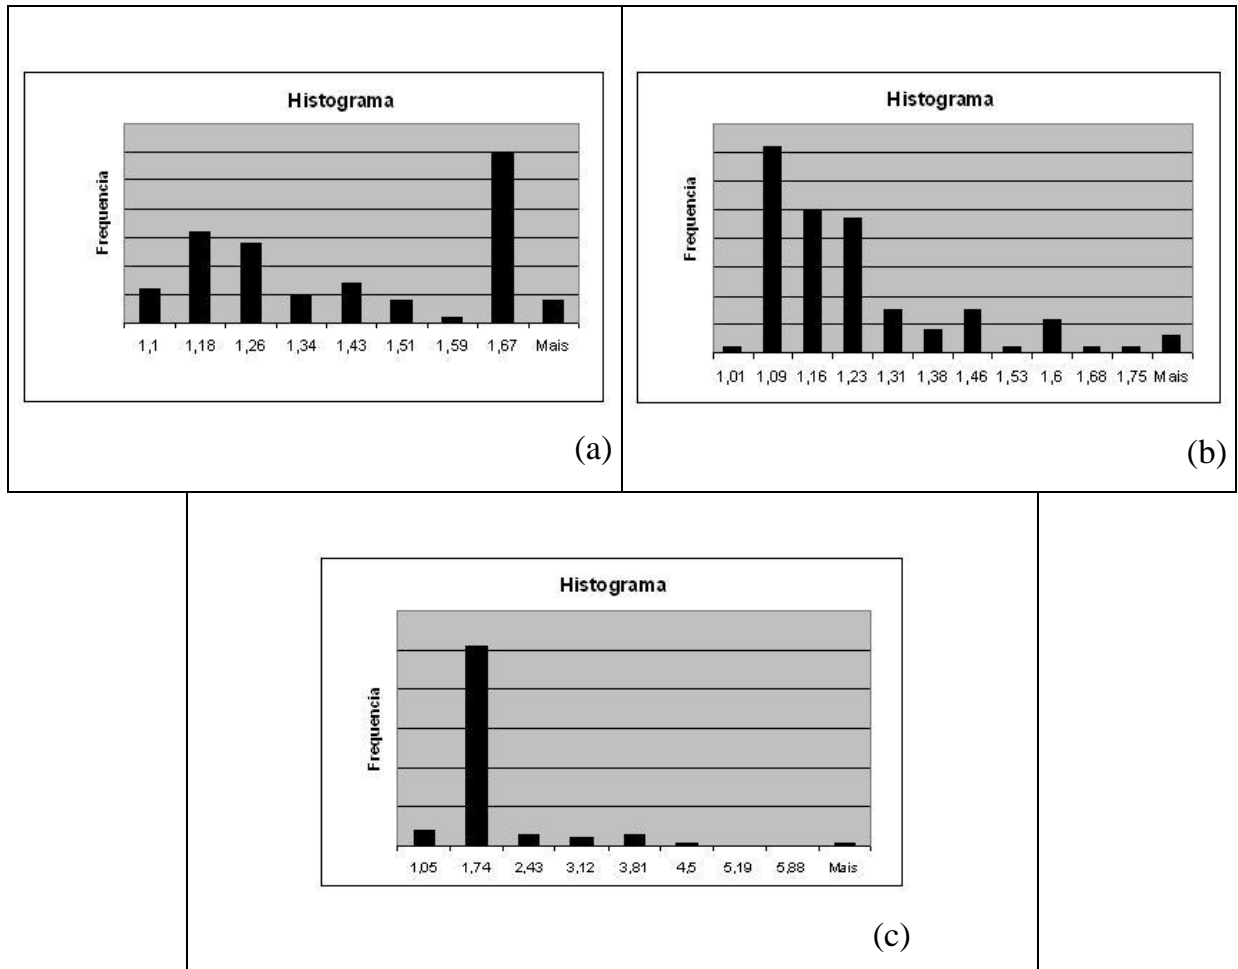 Histograma
Frequencia
1,1 1,18 1,26 1,34 1,43 1,51 1,59 1,67 Mais
(a)
Histograma
Frequencia
1,01 1,09 1,16 1,23 1,31 1,38 1,46 1,53 1,6 1,68 1,75 Mais
(b)
Histograma
Frequencia
1,05 1,74 2,43 3,12 3,81 4,5 5,19 5,88 Mais
(c)